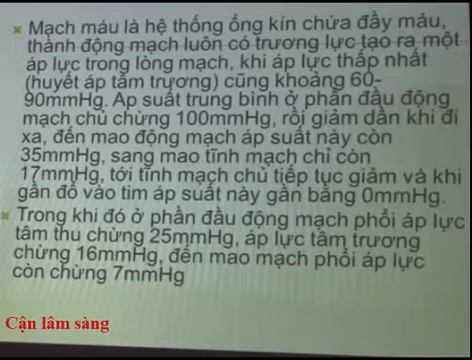 Mạch máu là hệ thống ống kín chứa đầy máu,
thành động mạch luôn có trương lực tạo ra một
áp lực trong lòng mạch, khi áp lực thấp nhất
(huyết áp tâm trương) cũng khoảng 60-
90mmHg. Ap suất trung bình ở phần đầu động
mạch chủ chừng 100mmHg, rồi giảm dần khi đi
xa, đến mao động mạch áp suất này còn
35mmHg, sang mao tĩnh mạch chỉ còn
17mmHg, tới tĩnh mạch chủ tiếp tục giảm và khi
gần đổ vào tim áp suất này gần bằng 0mmHg.
Trong khi đó ở phần đầu động mạch phổi áp lực
tâm thu chừng 25mmHg, áp lực tâm trương
chừng 16mmHg, đến mao mạch phổi áp lực
còn chừng 7mmHg
Cận lâm sàng